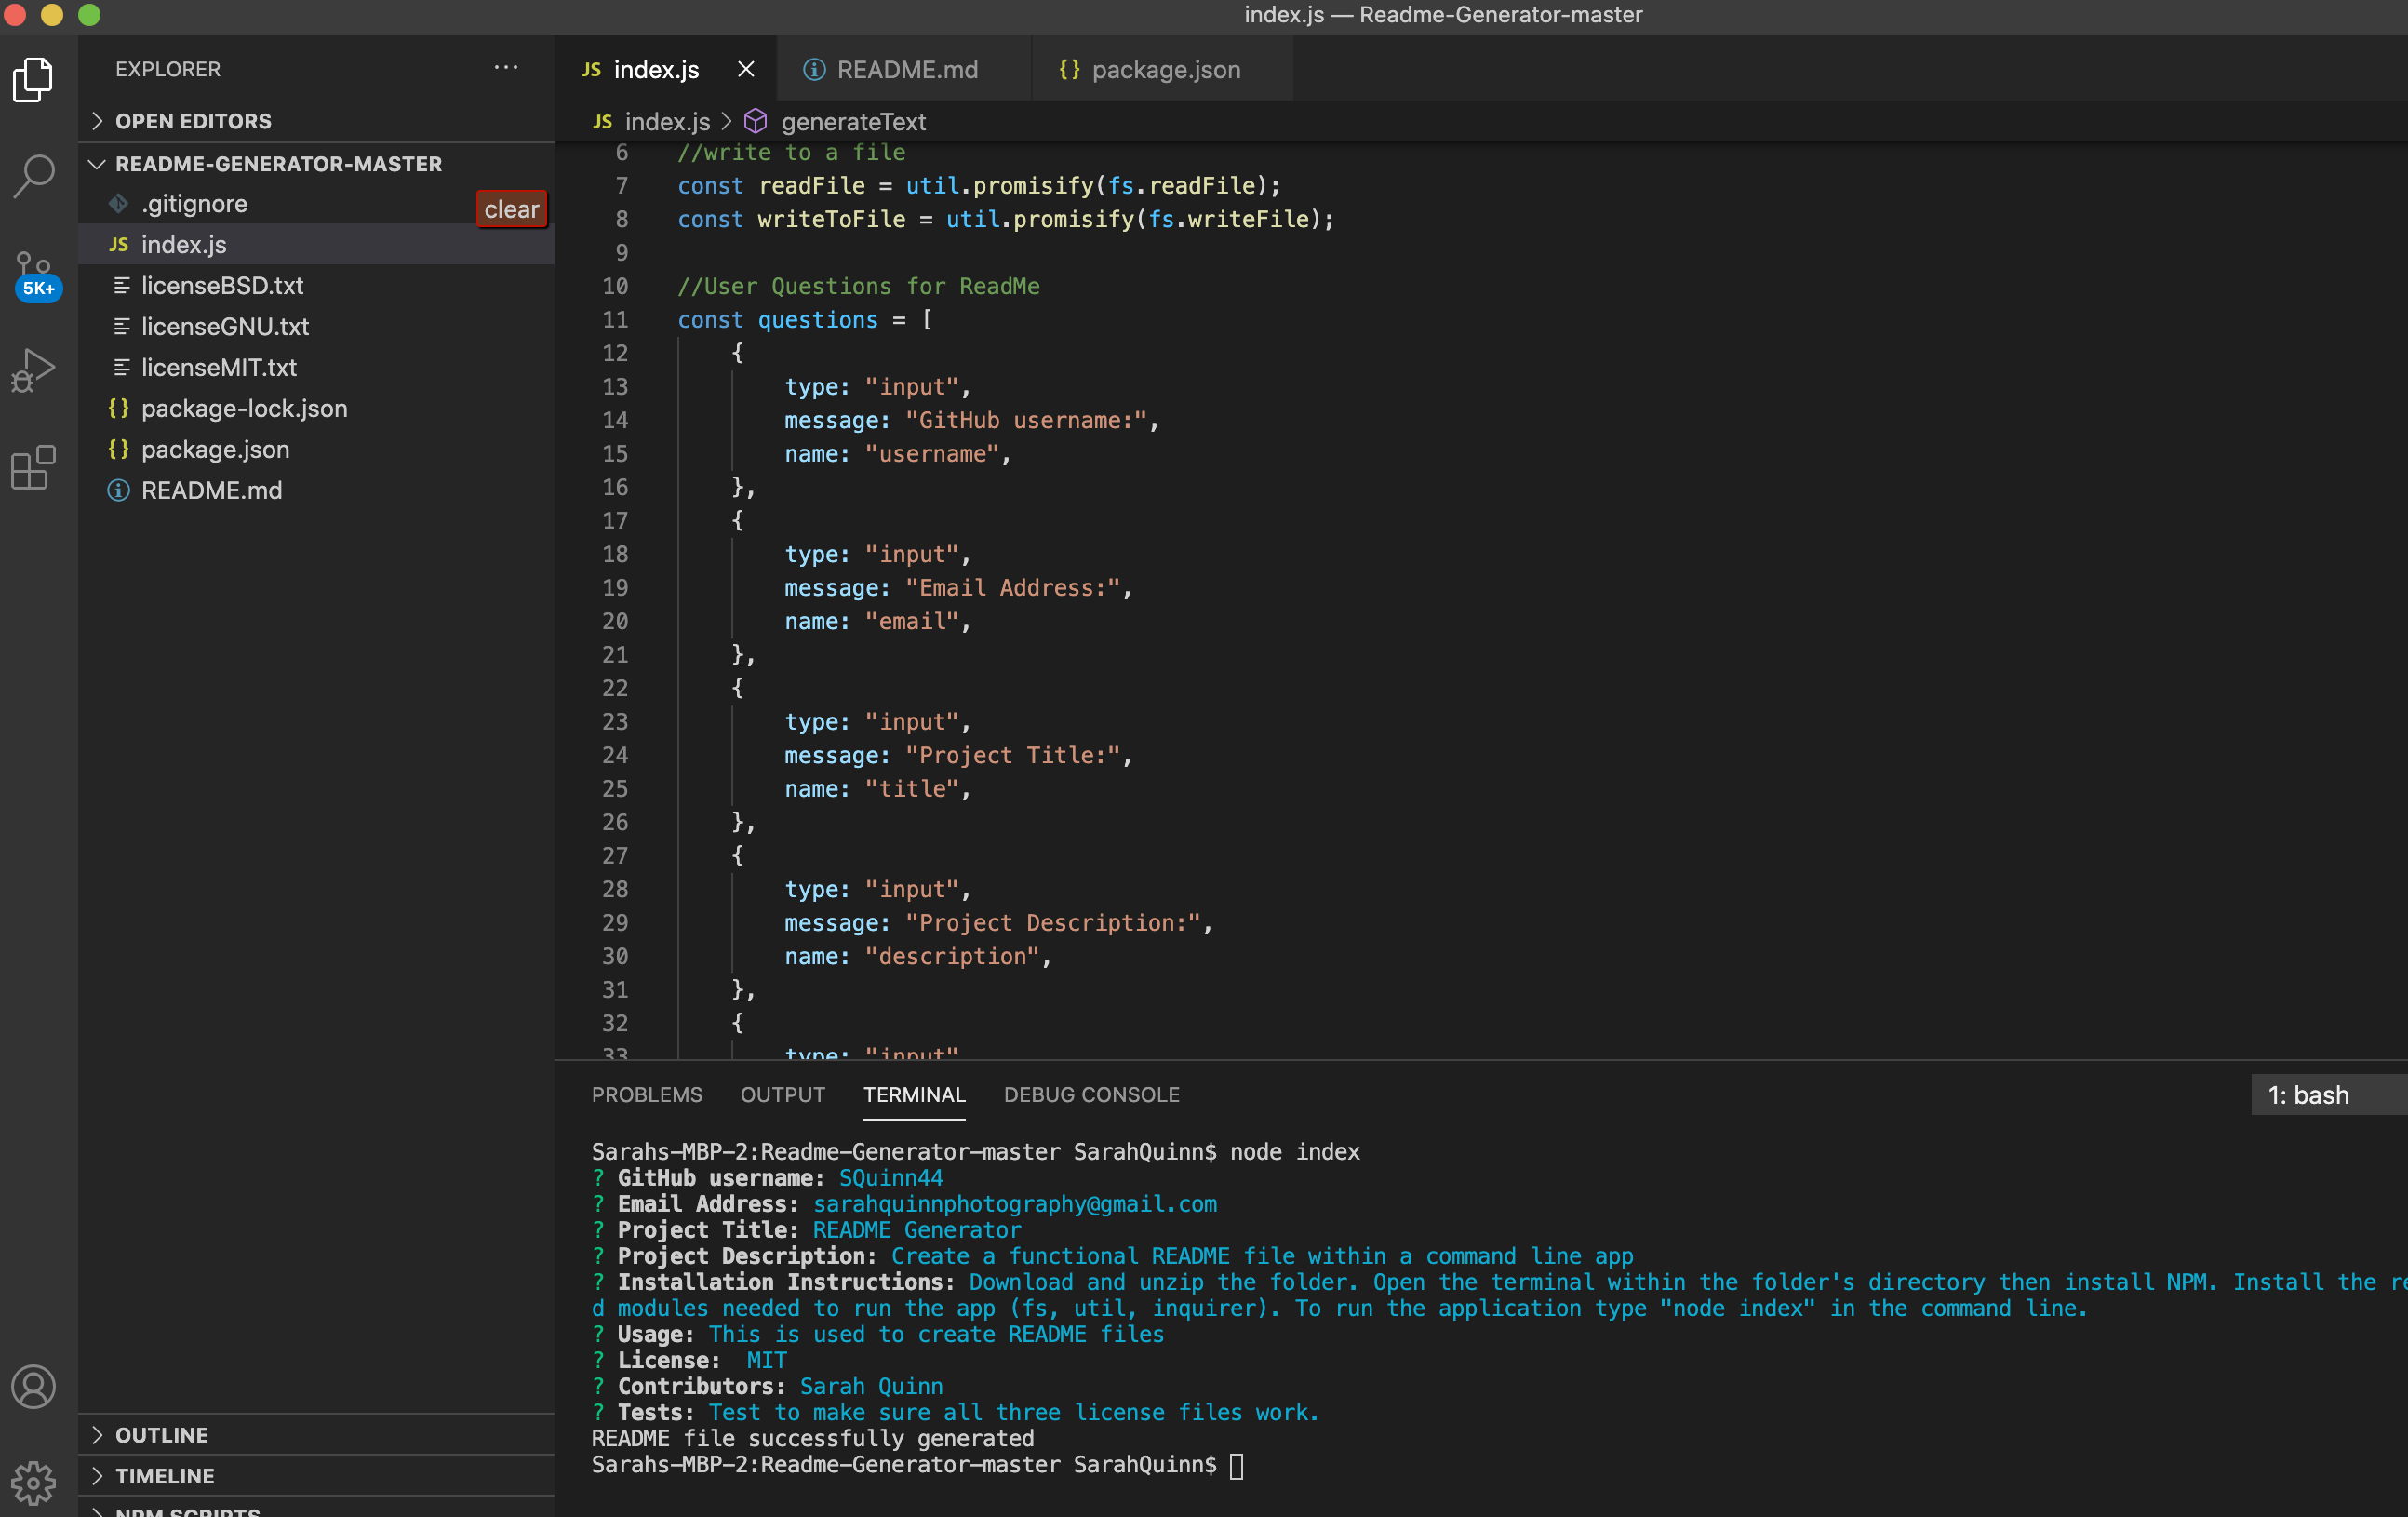 index.js — Readme-Generator-master
EXPLORER
OPEN EDITORS
README-GENERATOR-MASTER
.gitignore
clear
JS index.js
licenseBSD.txt
licenseGNU.txt
licenseMIT.txt
{} package-lock.json
{} package.json
README.md
5K+
OUTLINE
TIMELINE
NPM SCRIPTS
JS index.js
README.md
{} package.json
JS index.js > generateText
6 //write to a file
7 const readFile = util.promisify(fs.readFile);
8 const writeToFile = util.promisify(fs.writeFile);
9
10 //User Questions for ReadMe
11 const questions = [
12 {
13 type: "input",
14 message: "GitHub username:",
15 name: "username",
16 },
17 {
18 type: "input",
19 message: "Email Address:",
20 name: "email",
21 },
22 {
23 type: "input",
24 message: "Project Title:",
25 name: "title",
26 },
27 {
28 type: "input",
29 message: "Project Description:",
30 name: "description",
31 },
32 {
33 type: "input"
PROBLEMS OUTPUT TERMINAL DEBUG CONSOLE
1: bash
Sarahs-MBP-2:Readme-Generator-master SarahQuinn$ node index
? GitHub username: SQuinn44
? Email Address: sarahquinnphotography@gmail.com
? Project Title: README Generator
? Project Description: Create a functional README file within a command line app
? Installation Instructions: Download and unzip the folder. Open the terminal within the folder's directory then install NPM. Install the re
d modules needed to run the app (fs, util, inquirer). To run the application type "node index" in the command line.
? Usage: This is used to create README files
? License: MIT
? Contributors: Sarah Quinn
? Tests: Test to make sure all three license files work.
README file successfully generated
Sarahs-MBP-2:Readme-Generator-master SarahQuinn$